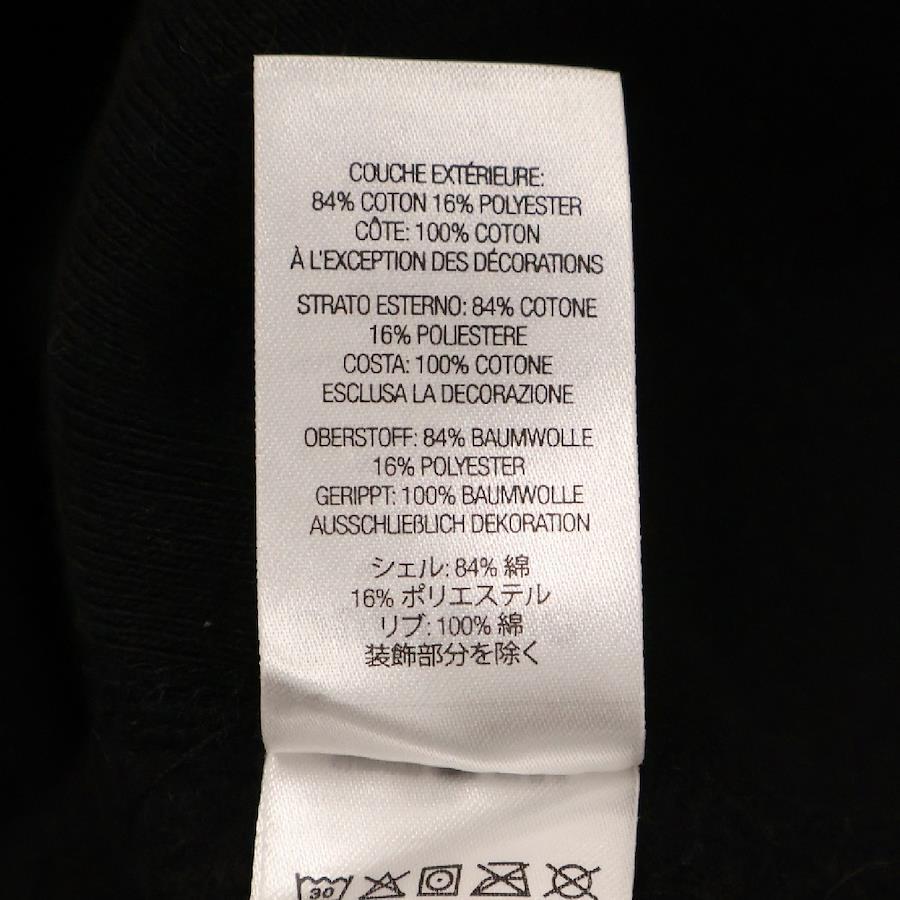 COUCHE EXTÉRIEURE:
84% COTON 16% POLYESTER
CÔTE: 100% COTON
À L'EXCEPTION DES DÉCORATIONS
STRATO ESTERNO: 84% COTONE
16% POLIESTERE
COSTA: 100% COTONE
ESCLUSA LA DECORAZIONE
OBERSTOFF: 84% BAUMWOLLE
16% POLYESTER
GERIPPT: 100% BAUMWOLLE
AUSSCHLIEßLICH DEKORATION
シェル: 84% 綿
16% ポリエステル
リブ: 100% 綿
装飾部分を除く
30